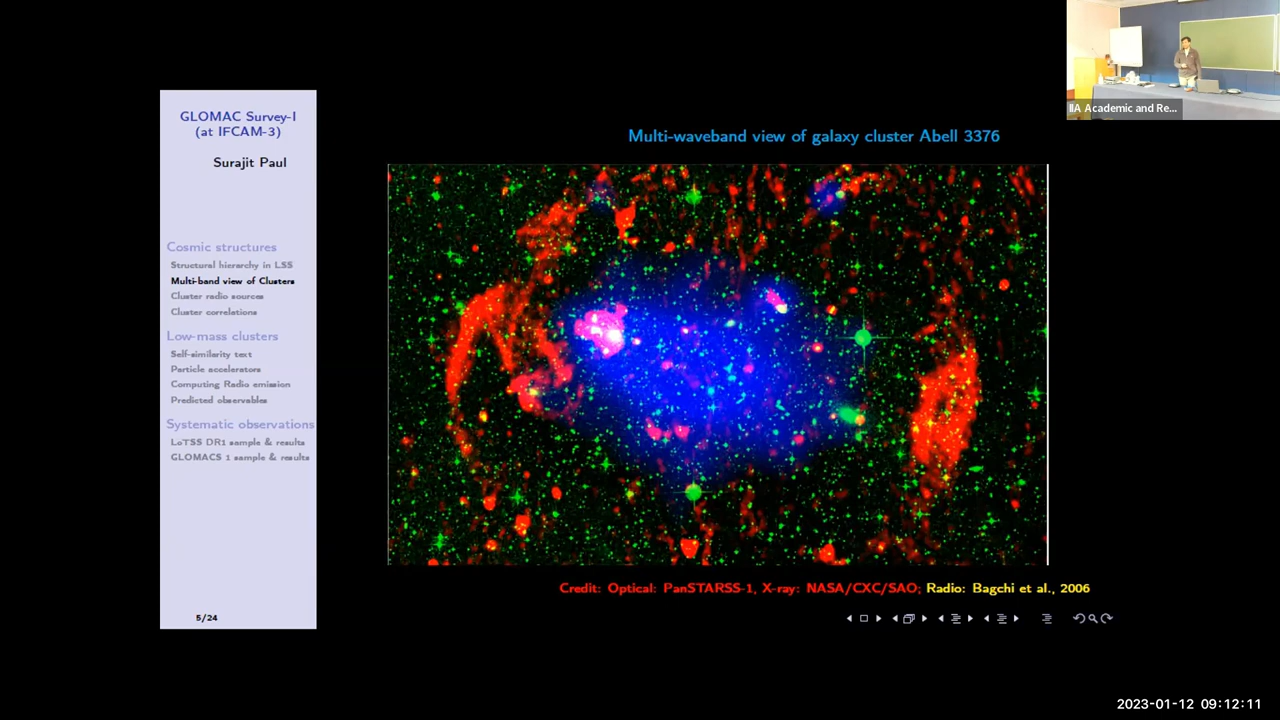 IIA Academic and Re...
GLOMAC Survey-I
(at IFCAM-3)
Surajit Paul
Cosmic structures
Structural hierarchy in LSS
Multi-band view of Clusters
Cluster radio sources
Cluster correlations
Low-mass clusters
Self-similarity text
Particle accelerators
Computing Radio emission
Predicted observables
Systematic observations
LoTSS DR1 sample & results
GLOMACS 1 sample & results
5/24
Multi-waveband view of galaxy cluster Abell 3376
Credit: Optical: PanSTARSS-1, X-ray: NASA/CXC/SAO; Radio: Bagchi et al., 2006
2023-01-12 09:12:11